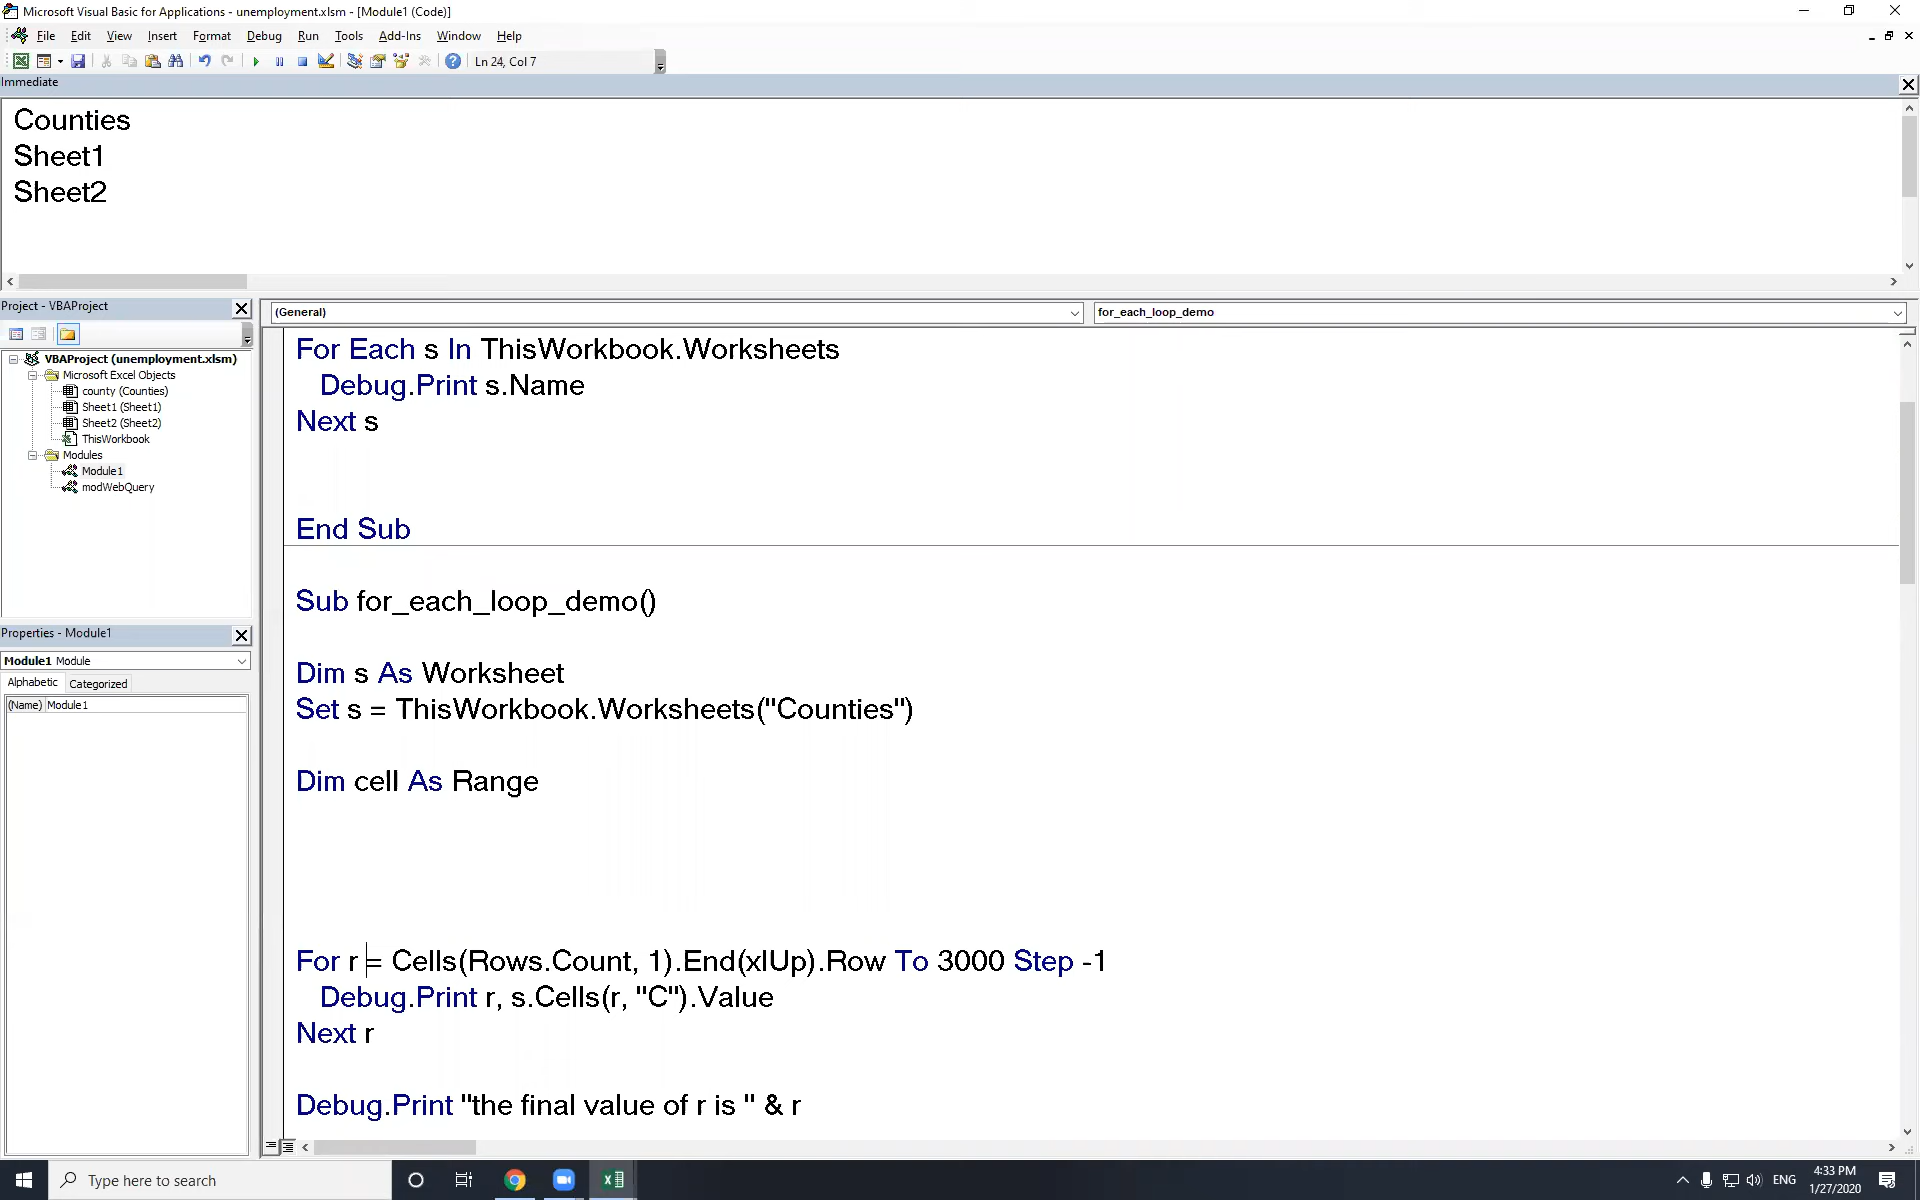 Microsoft Visual Basic for Applications - unemployment.xlsm - [Module1 (Code)]
File Edit View Insert Format Debug Run Tools Add-Ins Window Help
Ln 24, Col 7
Immediate
Counties
Sheet1
Sheet2
Project - VBAProject
VBAProject (unemployment.xlsm)
Microsoft Excel Objects
county (Counties)
Sheet1 (Sheet1)
Sheet2 (Sheet2)
ThisWorkbook
Modules
Module1
modWebQuery
Properties - Module1
Module1 Module
Alphabetic Categorized
(Name) Module1
(General) for_each_loop_demo
For Each s In ThisWorkbook.Worksheets
Debug.Print s.Name
Next s
End Sub
Sub for_each_loop_demo()
Dim s As Worksheet
Set s = ThisWorkbook.Worksheets("Counties")
Dim cell As Range
For r = Cells(Rows.Count, 1).End(xlUp).Row To 3000 Step -1
Debug.Print r, s.Cells(r, "C").Value
Next r
Debug.Print "the final value of r is " & r
Type here to search
ENG
4:33 PM
1/27/2020